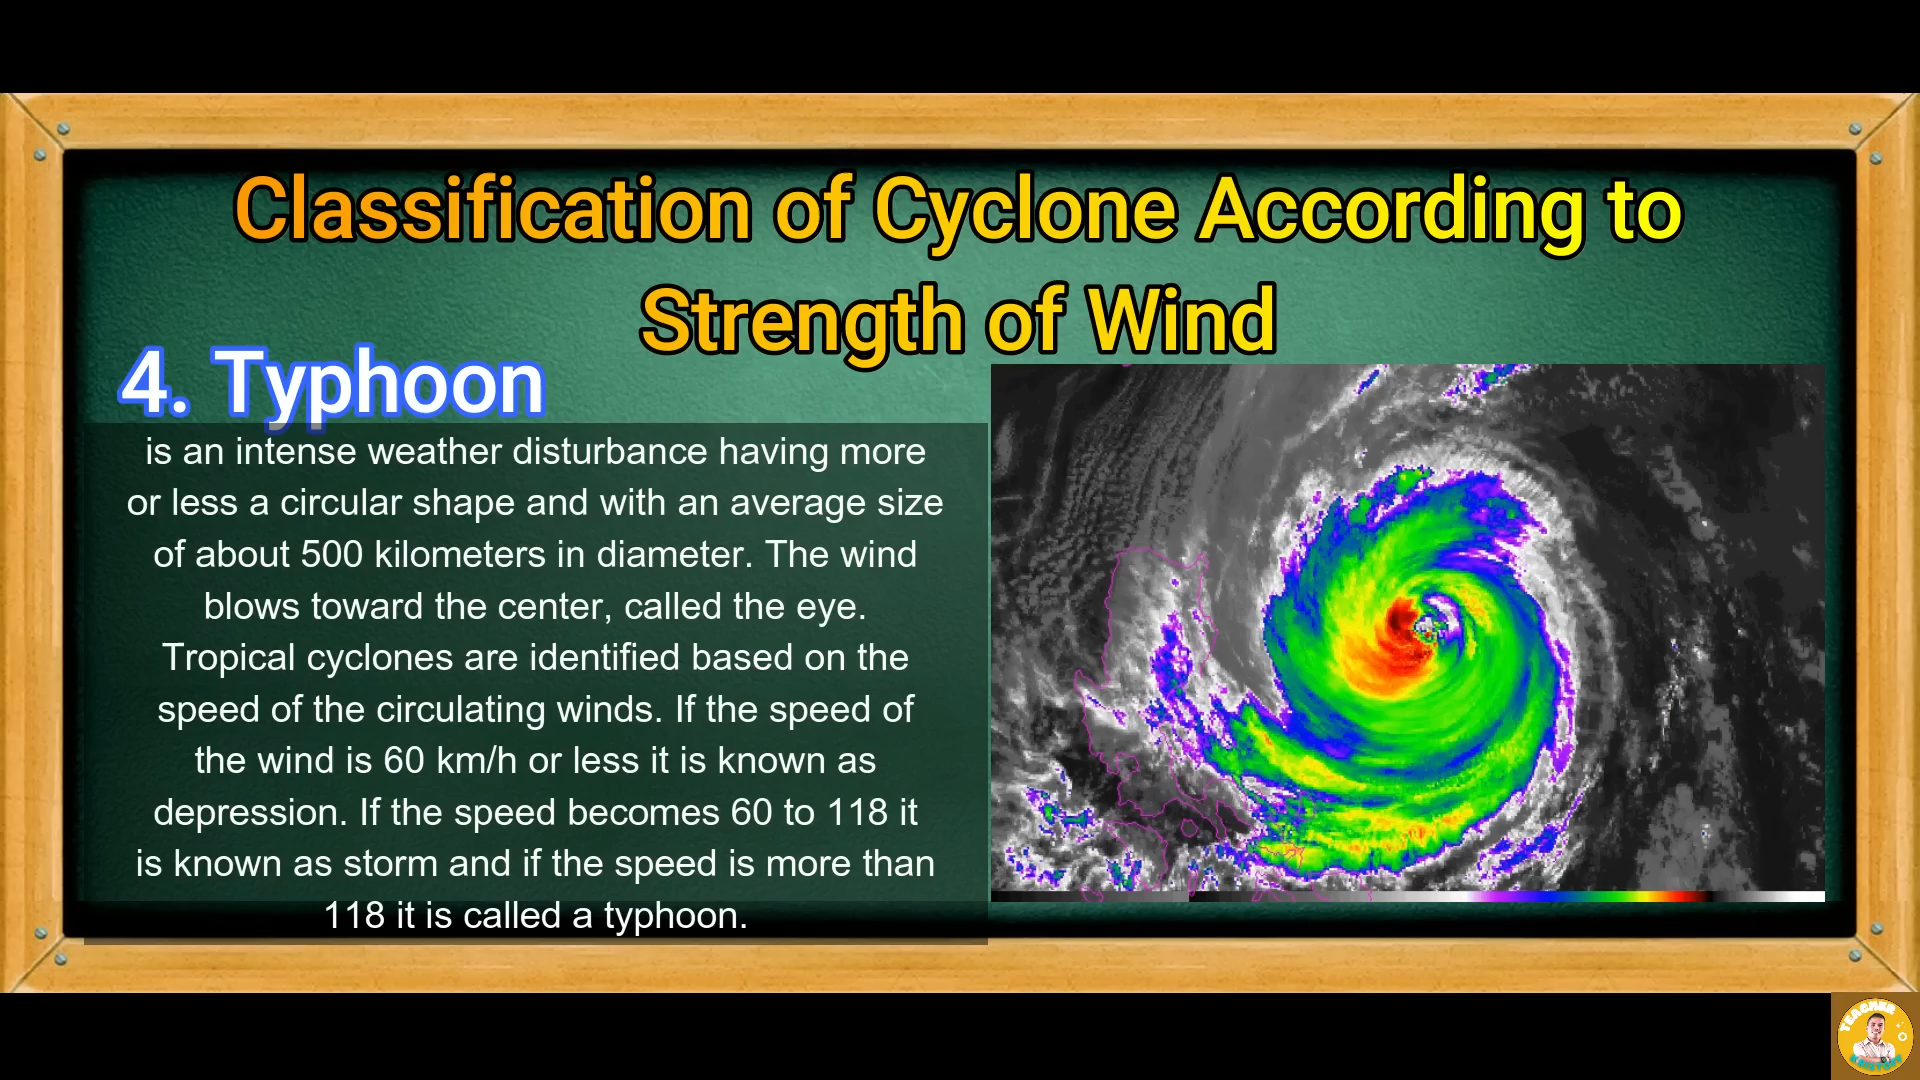 Classification of Cyclone According to
Strength of Wind
4. Typhoon
is an intense weather disturbance having more
or less a circular shape and with an average size
of about 500 kilometers in diameter. The wind
blows toward the center, called the eye.
Tropical cyclones are identified based on the
speed of the circulating winds. If the speed of
the wind is 60 km/h or less it is known as
depression. If the speed becomes 60 to 118 it
is known as storm and if the speed is more than
118 it is called a typhoon.
TEACHER